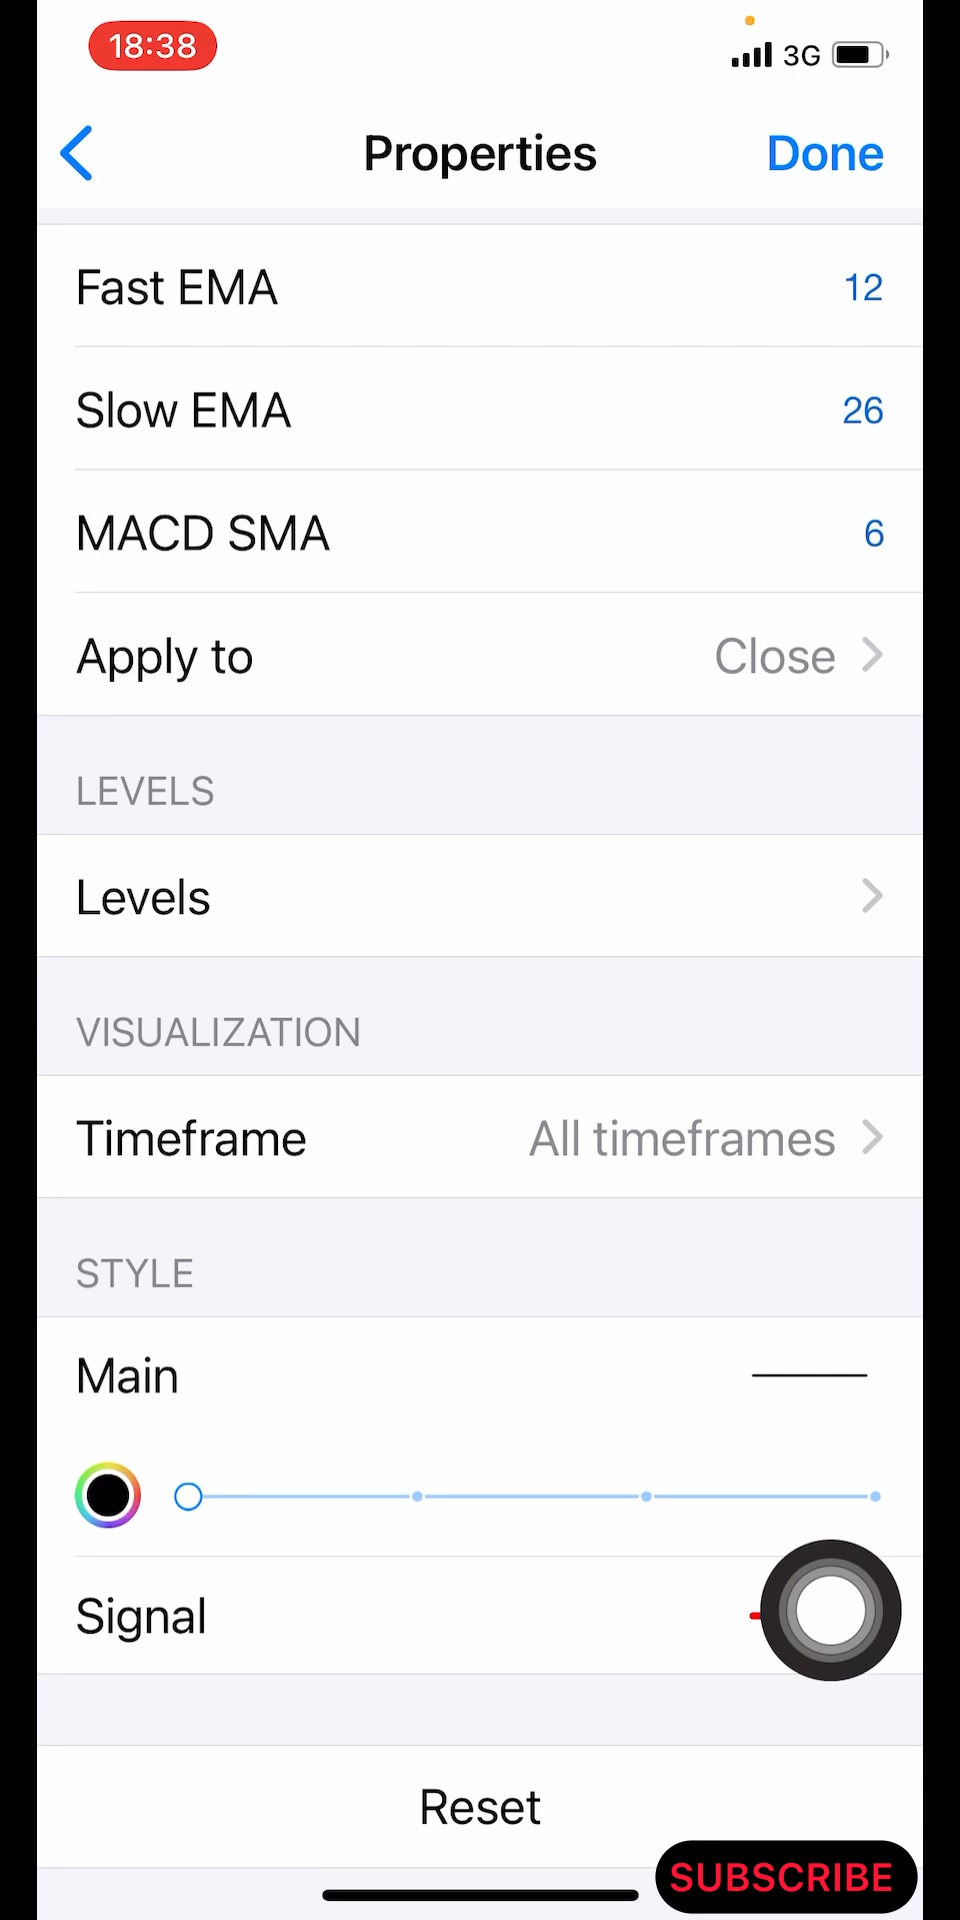 18:38
3G
Properties
Done
Fast EMA
12
Slow EMA
26
MACD SMA
6
Apply to
Close
LEVELS
Levels
VISUALIZATION
Timeframe
All timeframes
STYLE
Main
Signal
Reset
SUBSCRIBE